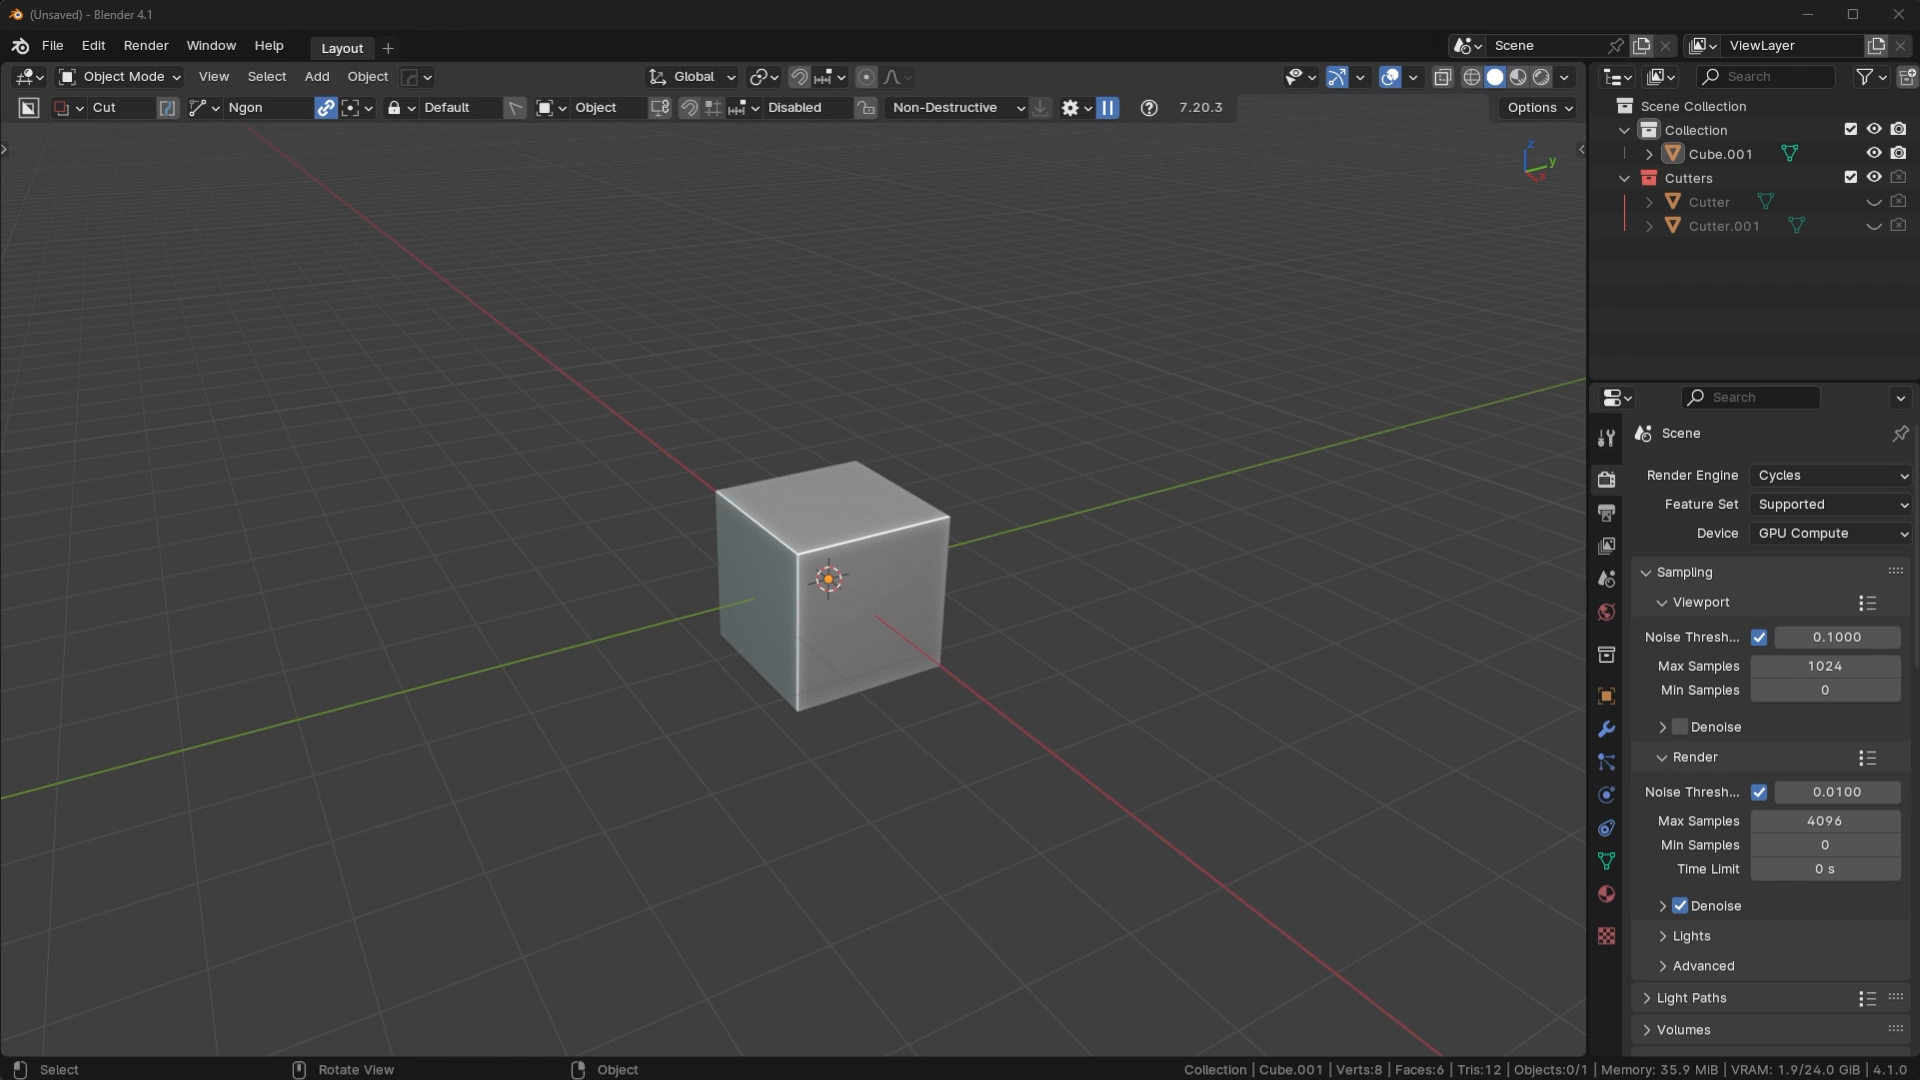 (Unsaved) - Blender 4.1
File Edit Render Window Help Layout + Scene ViewLayer
Object Mode View Select Add Object Global Search
Cut Ngon Default Object Disabled Non-Destructive 7.20.3 Options
Scene Collection
Collection
Cube.001
Cutters
Cutter
Cutter.001
z
y
x
Search
Scene
Render Engine Cycles
Feature Set Supported
Device GPU Compute
Sampling
Viewport
Noise Thresh... 0.1000
Max Samples 1024
Min Samples 0
Denoise
Render
Noise Thresh... 0.0100
Max Samples 4096
Min Samples 0
Time Limit 0 s
Denoise
Lights
Advanced
Light Paths
Volumes
Select Rotate View Object Collection | Cube.001 | Verts:8 | Faces:6 | Tris:12 | Objects:0/1 | Memory: 35.9 MiB | VRAM: 1.9/24.0 GiB | 4.1.0